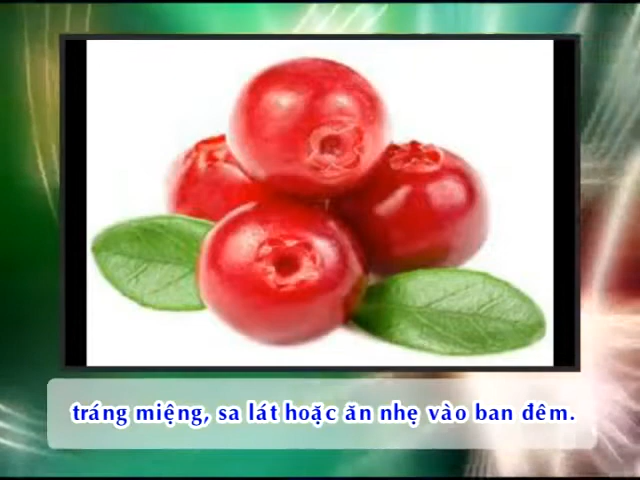 tráng miệng, sa lát hoặc ăn nhẹ vào ban đêm.